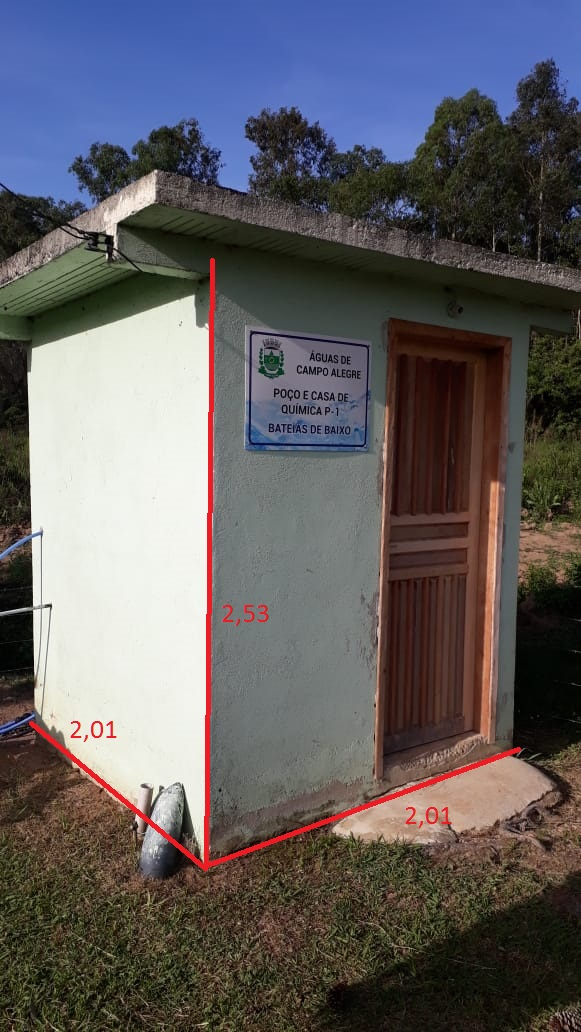 ÁGUAS DE
CAMPO ALEGRE
POÇO E CASA DE
QUÍMICA P-1
BATEIAS DE BAIXO
2,53
2,01
2,01